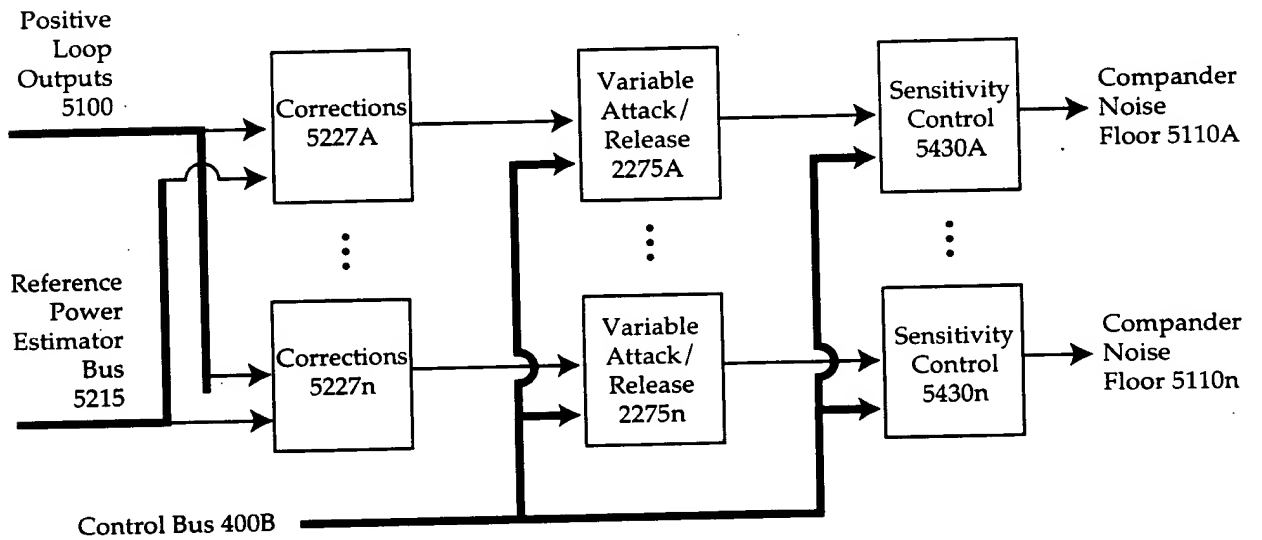 Positive
Loop
Outputs
5100
Corrections
5227A
Variable
Attack/
Release
2275A
Sensitivity
Control
5430A
Compander
Noise
Floor 5110A
Reference
Power
Estimator
Bus
5215
Corrections
5227n
Variable
Attack/
Release
2275n
Sensitivity
Control
5430n
Compander
Noise
Floor 5110n
Control Bus 400B